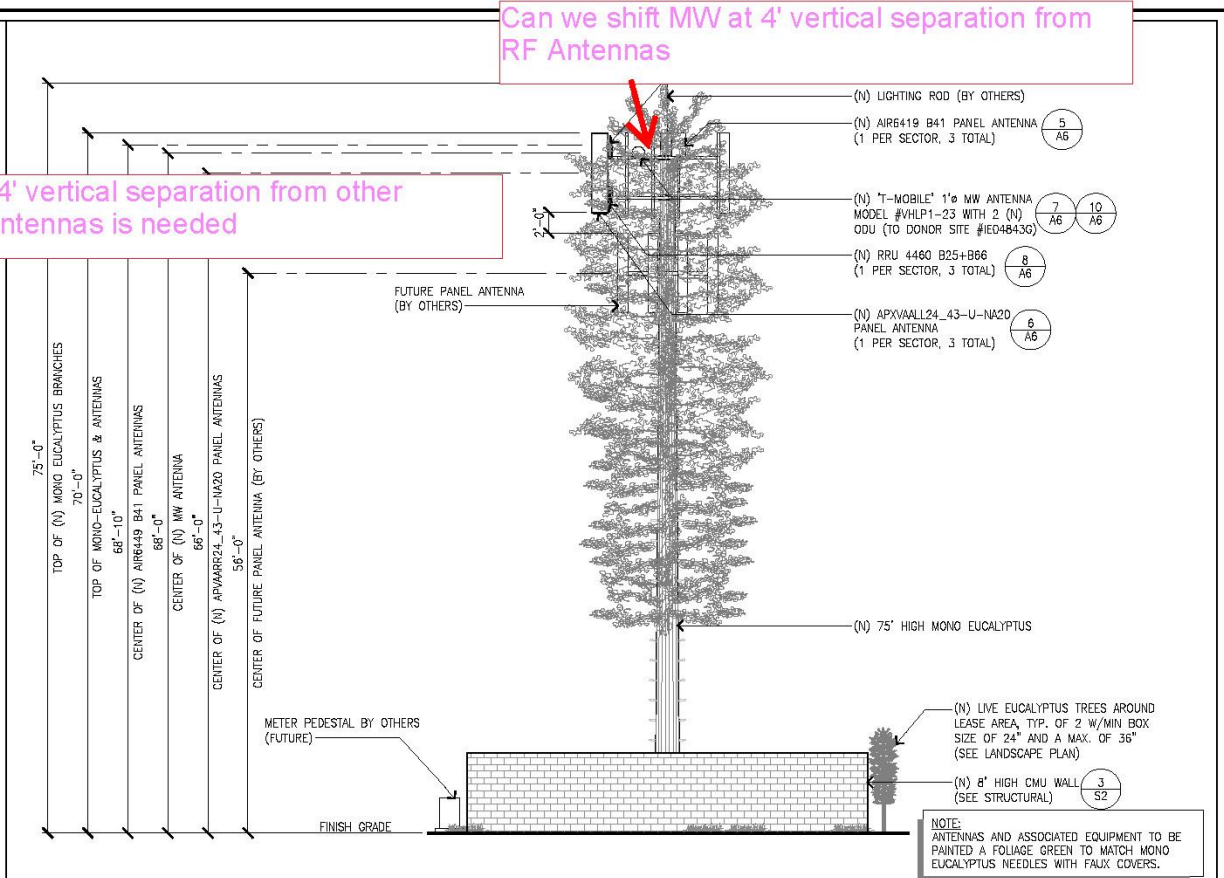 Can we shift MW at 4' vertical separation from
RF Antennas
4' vertical separation from other
ntennas is needed
(N) LIGHTING ROD (BY OTHERS)
(N) AIR6419 B41 PANEL ANTENNA
(1 PER SECTOR, 3 TOTAL)
5
A6
(N) 'T-MOBILE' 1'ø MW ANTENNA
MODEL #VHLP1-23 WITH 2 (N)
ODU (TO DONOR SITE #IE04843G)
7
A6
10
A6
(N) RRU 4460 B25+B66
(1 PER SECTOR, 3 TOTAL)
8
A6
(N) APXVAALL24_43-U-NA20
PANEL ANTENNA
(1 PER SECTOR, 3 TOTAL)
6
A6
2'-0"
FUTURE PANEL ANTENNA
(BY OTHERS)
75'-0"
TOP OF (N) MONO EUCALYPTUS BRANCHES
70'-0"
TOP OF MONO-EUCALYPTUS & ANTENNAS
68'-10"
CENTER OF (N) AIR6449 B41 PANEL ANTENNAS
68'-0"
CENTER OF (N) MW ANTENNA
66'-0"
CENTER OF (N) APVAARR24_43-U-NA20 PANEL ANTENNAS
56'-0"
CENTER OF FUTURE PANEL ANTENNA (BY OTHERS)
(N) 75' HIGH MONO EUCALYPTUS
METER PEDESTAL BY OTHERS
(FUTURE)
(N) LIVE EUCALYPTUS TREES AROUND
LEASE AREA, TYP. OF 2 W/MIN BOX
SIZE OF 24" AND A MAX. OF 36"
(SEE LANDSCAPE PLAN)
(N) 8' HIGH CMU WALL
(SEE STRUCTURAL)
3
S2
FINISH GRADE
NOTE:
ANTENNAS AND ASSOCIATED EQUIPMENT TO BE
PAINTED A FOLIAGE GREEN TO MATCH MONO
EUCALYPTUS NEEDLES WITH FAUX COVERS.